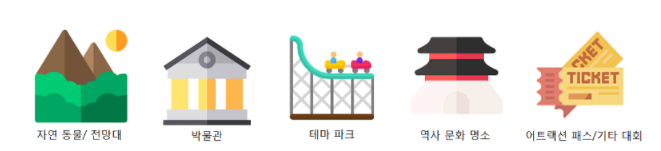 TICKET
TICKET
자연 동물/ 전망대
박물관
테마 파크
역사 문화 명소
어트랙션 패스/기타 대회